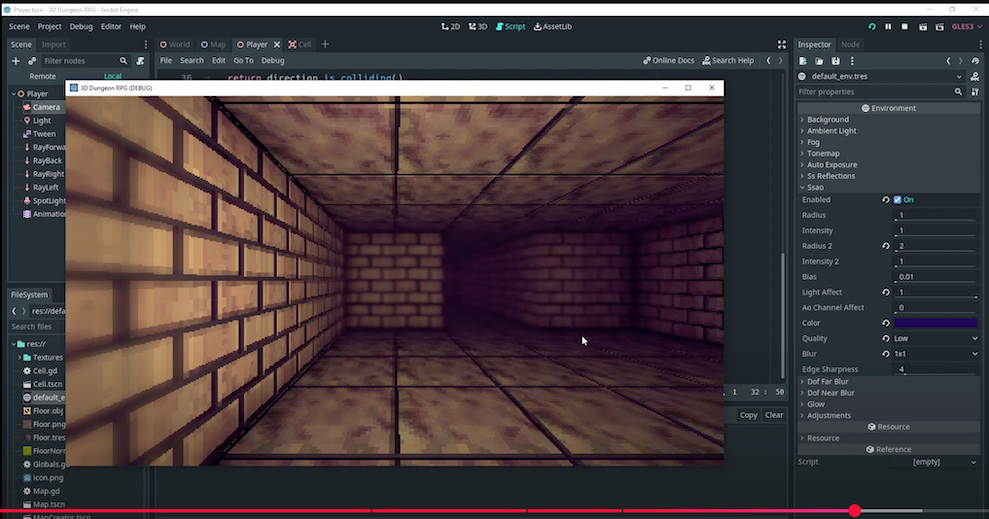 Player.tscn - 3D Dungeon RPG - Godot Engine
Scene Project Debug Editor Help
2D 3D Script AssetLib
GLES3
Scene Import
World Map Player Cell
Inspector Node
Filter nodes
File Search Edit Go To Debug
Online Docs Search Help
Remote Local
36 return direction.is_colliding()
default_env.tres
Filter properties
3D Dungeon RPG (DEBUG)
Player
Camera
Light
Tween
RayForwa
RayBack
RayRight
RayLeft
SpotLight
Animatio
Environment
Background
Ambient Light
Fog
Tonemap
Auto Exposure
Ss Reflections
Ssao
Enabled On
Radius 1
Intensity 1
Radius 2 2
Intensity 2 1
Bias 0.01
Light Affect 1
Ao Channel Affect 0
Color
Quality Low
Blur 1x1
Edge Sharpness 4
Dof Far Blur
Dof Near Blur
Glow
Adjustments
Resource
Resource
Reference
Script [empty]
FileSystem
res://defa
Search files
res://
Textures
Cell.gd
Cell.tscn
default_e
Floor.obj
Floor.png
Floor.tres
FloorNorr
Globals.g
icon.png
Map.gd
Map.tscn
MapCreator.tscn
1 32 : 50
Copy Clear